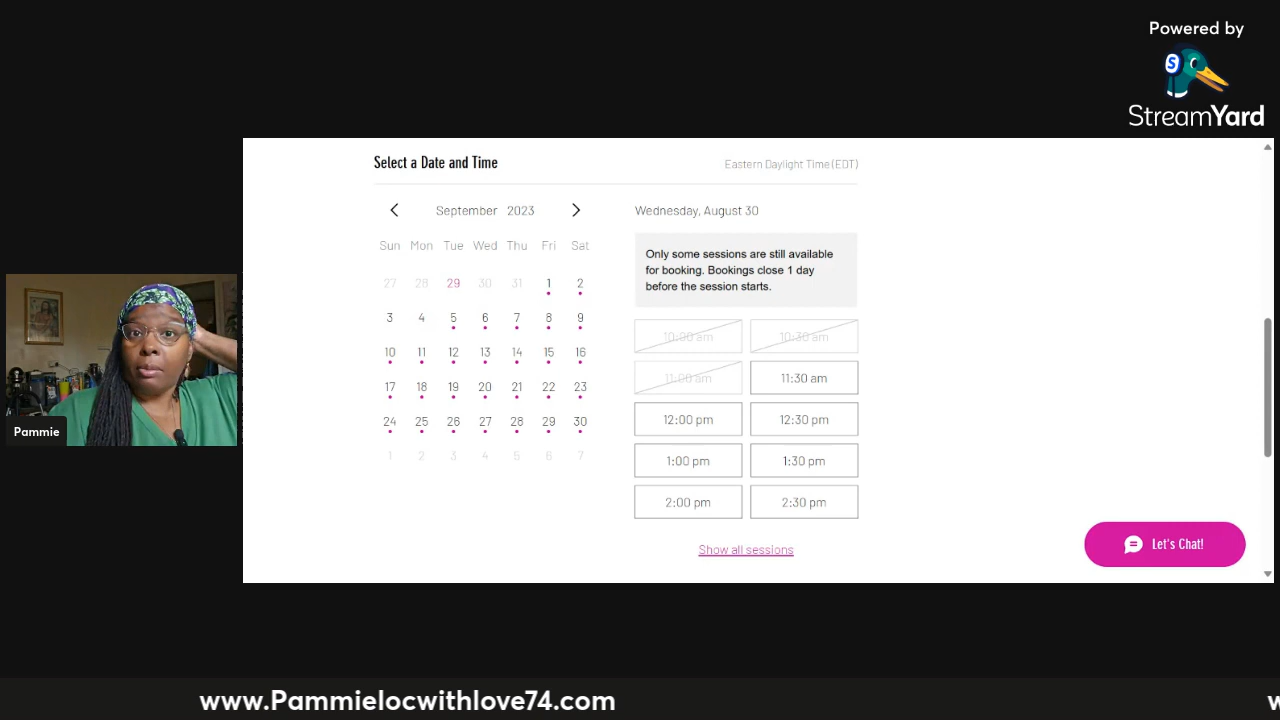 Powered by
S
StreamYard
Select a Date and Time
Eastern Daylight Time (EDT)
September 2023
Sun Mon Tue Wed Thu Fri Sat
27 28 29 30 31 1 2
3 4 5 6 7 8 9
10 11 12 13 14 15 16
17 18 19 20 21 22 23
24 25 26 27 28 29 30
1 2 3 4 5 6 7
Wednesday, August 30
Only some sessions are still available
for booking. Bookings close 1 day
before the session starts.
10:00 am 10:30 am
11:00 am 11:30 am
12:00 pm 12:30 pm
1:00 pm 1:30 pm
2:00 pm 2:30 pm
Show all sessions
Let's Chat!
Pammie
www.Pammielocwithlove74.com
w